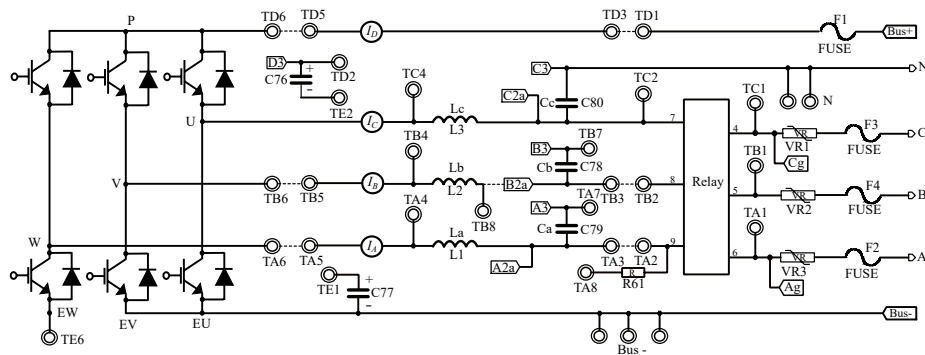 P TD6 TD5 I_D TD3 TD1 F1 FUSE Bus+
D3 C76 + - TD2 TE2
TC4 C3 Cc C80 TC2 N N
C2a
U I_C Lc L3 7 TC1 4 VR VR1 F3 FUSE C
Cg
TB4 B3 TB7 Cb C78 TB1
V TB6 TB5 I_B Lb L2 B2a TB3 TB2 8 Relay 5 VR VR2 F4 FUSE B
TB8
TA4 A3 TA7 Ca C79 TA1
W TA6 TA5 I_A La L1 TA3 TA2 9 6 VR VR3 F2 FUSE A
A2a TA8 R R61 Ag
TE1 + - C77
EW EV EU Bus-
TE6 Bus -